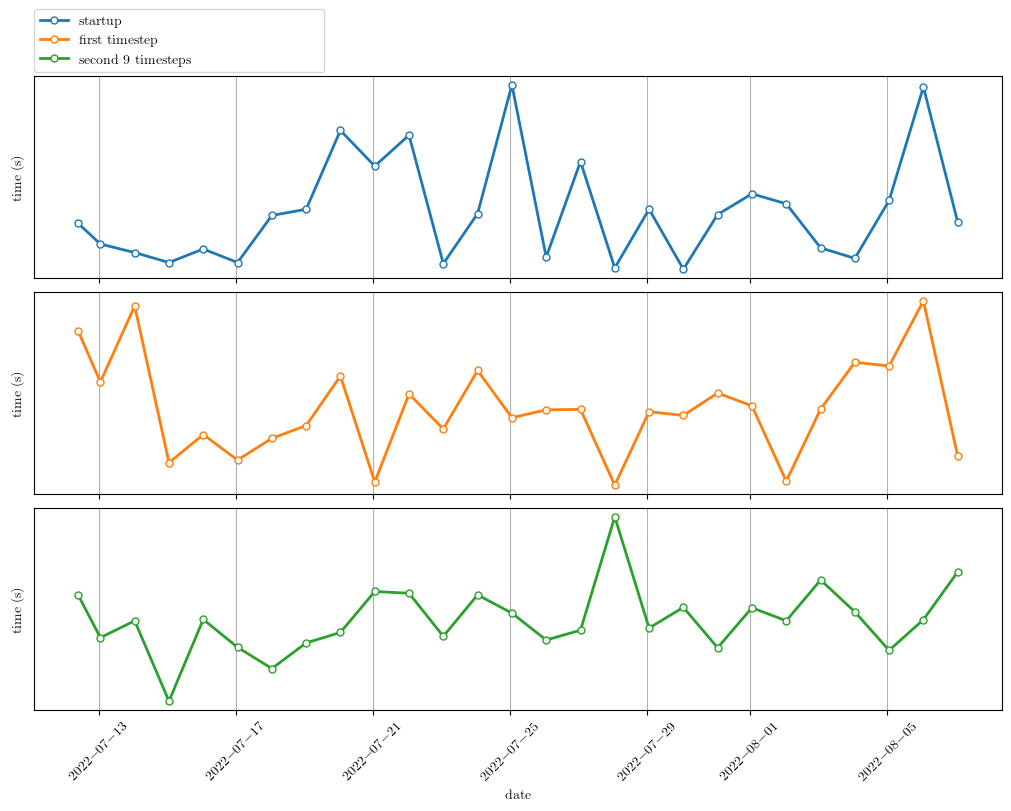 startup
first timestep
second 9 timesteps
time (s)
time (s)
time (s)
2022−07−13
2022−07−17
2022−07−21
2022−07−25
2022−07−29
2022−08−01
2022−08−05
date